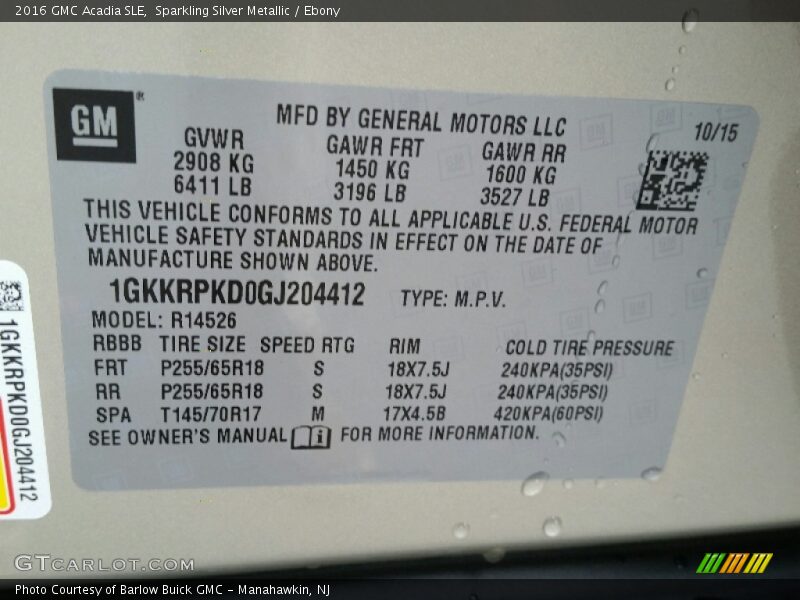 2016 GMC Acadia SLE,  Sparkling Silver Metallic / Ebony
GM®
MFD BY GENERAL MOTORS LLC
10/15
GVWR GAWR FRT GAWR RR
2908 KG 1450 KG 1600 KG
6411 LB 3196 LB 3527 LB
THIS VEHICLE CONFORMS TO ALL APPLICABLE U.S. FEDERAL MOTOR
VEHICLE SAFETY STANDARDS IN EFFECT ON THE DATE OF
MANUFACTURE SHOWN ABOVE.
1GKKRPKD0GJ204412 TYPE: M.P.V.
MODEL: R14526
RBBB TIRE SIZE SPEED RTG RIM COLD TIRE PRESSURE
FRT P255/65R18 S 18X7.5J 240KPA(35PSI)
RR P255/65R18 S 18X7.5J 240KPA(35PSI)
SPA T145/70R17 M 17X4.5B 420KPA(60PSI)
SEE OWNER'S MANUAL FOR MORE INFORMATION.
1GKKRPKD0GJ204412
GTCARLOT.COM
Photo Courtesy of Barlow Buick GMC - Manahawkin, NJ